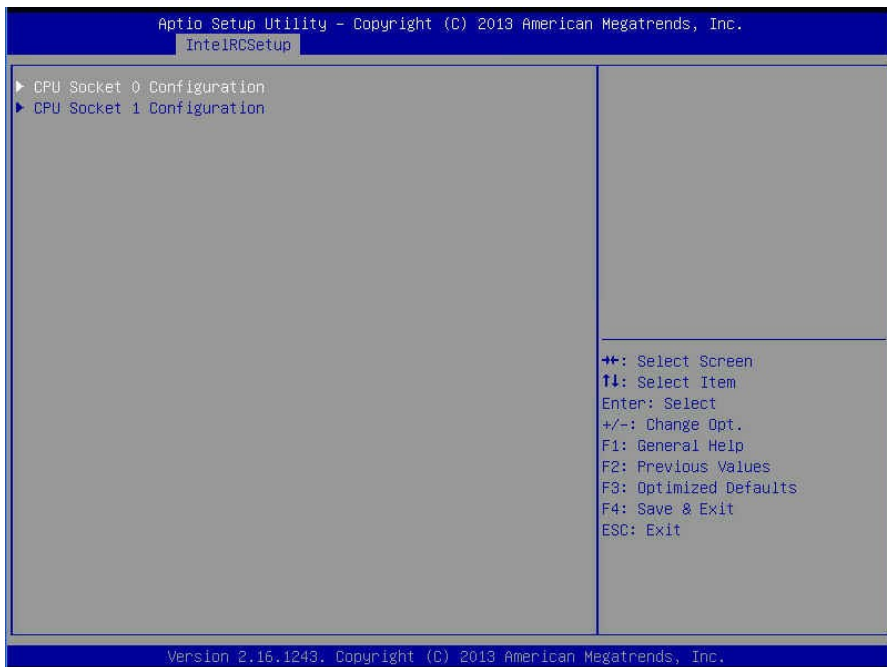 Aptio Setup Utility – Copyright (C) 2013 American Megatrends, Inc.
IntelRCSetup
▶ CPU Socket 0 Configuration
▶ CPU Socket 1 Configuration
→←: Select Screen
↑↓: Select Item
Enter: Select
+/-: Change Opt.
F1: General Help
F2: Previous Values
F3: Optimized Defaults
F4: Save & Exit
ESC: Exit
Version 2.16.1243. Copyright (C) 2013 American Megatrends, Inc.